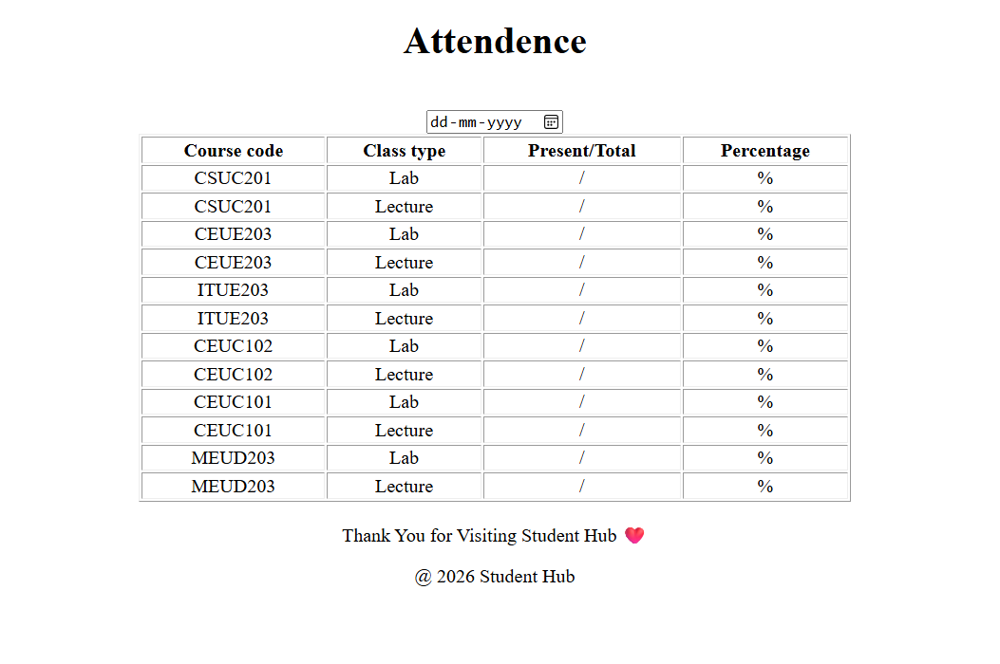 Attendence
dd-mm-yyyy
Course code Class type Present/Total Percentage
CSUC201 Lab / %
CSUC201 Lecture / %
CEUE203 Lab / %
CEUE203 Lecture / %
ITUE203 Lab / %
ITUE203 Lecture / %
CEUC102 Lab / %
CEUC102 Lecture / %
CEUC101 Lab / %
CEUC101 Lecture / %
MEUD203 Lab / %
MEUD203 Lecture / %
Thank You for Visiting Student Hub ❤️
@ 2026 Student Hub